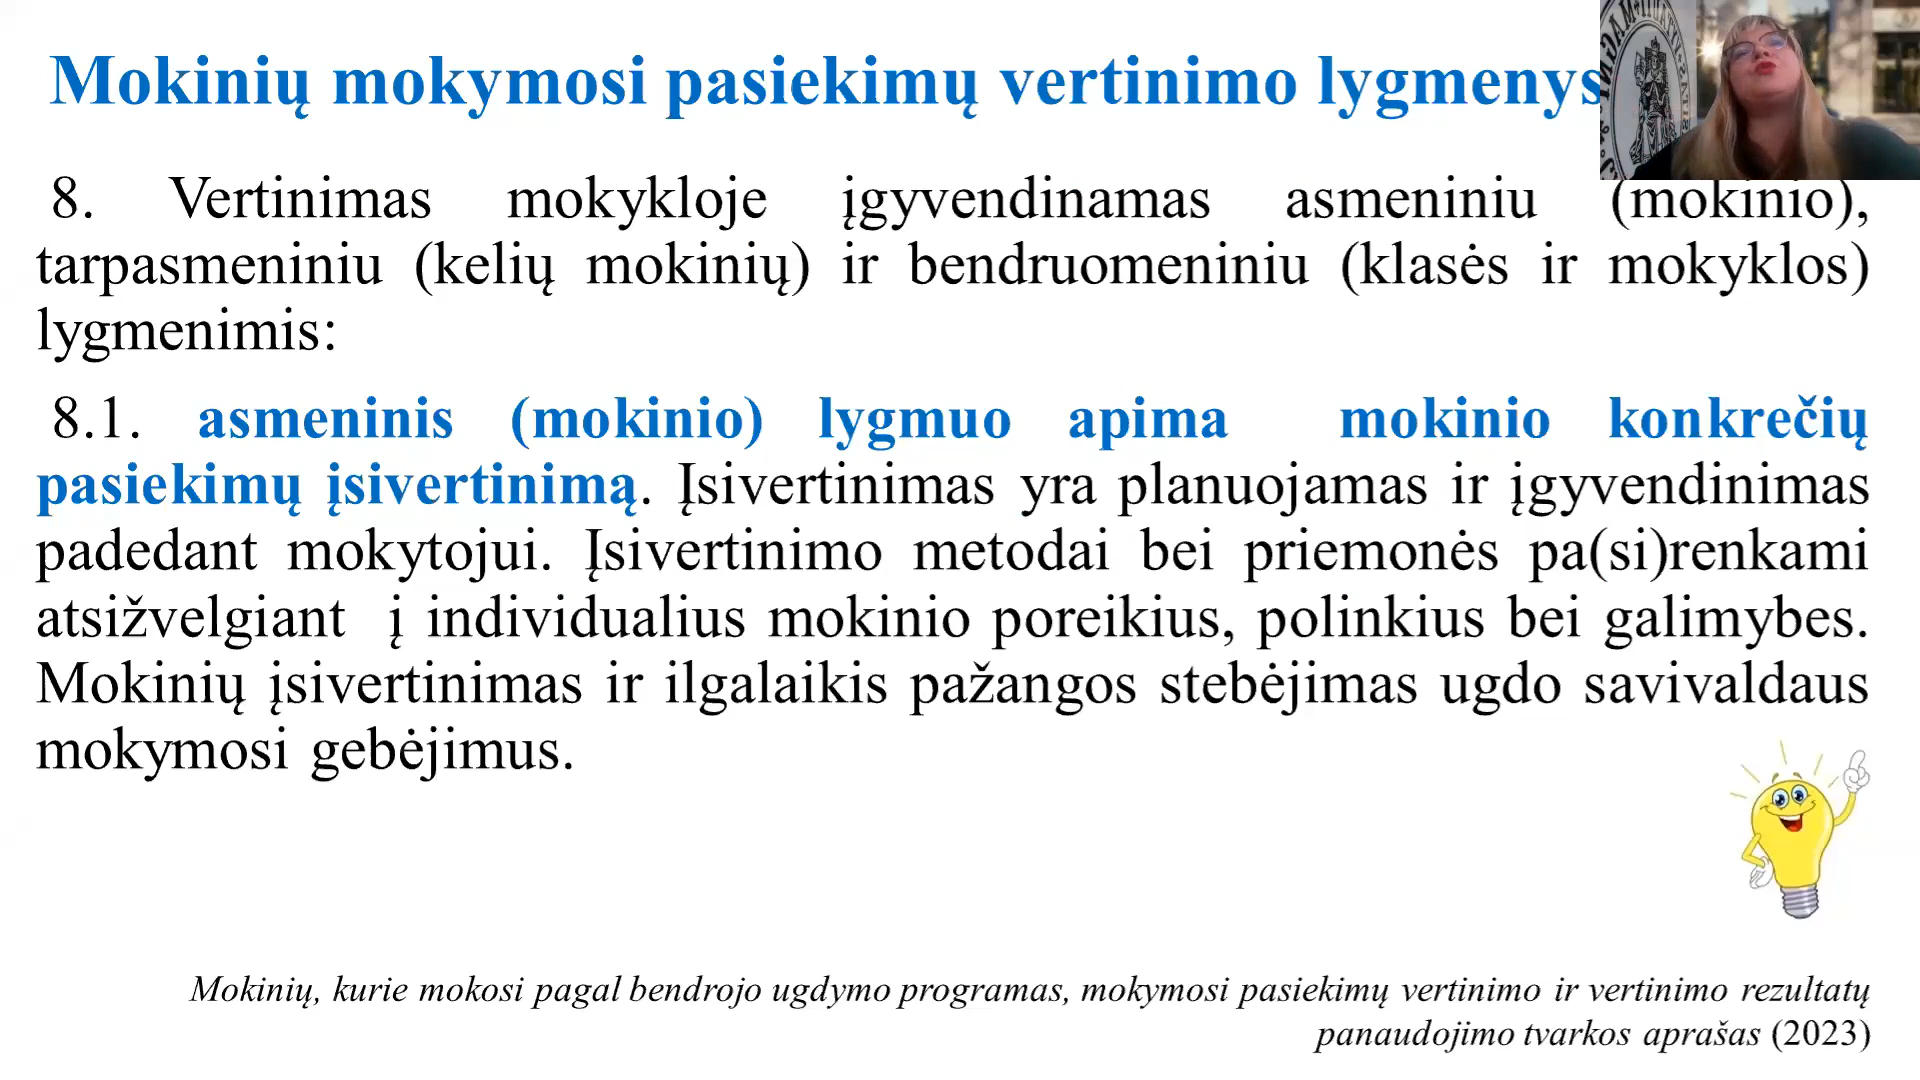 Mokinių mokymosi pasiekimų vertinimo lygmenys
8. Vertinimas mokykloje įgyvendinamas asmeniniu (mokinio),
tarpasmeniniu (kelių mokinių) ir bendruomeniniu (klasės ir mokyklos)
lygmenimis:
8.1. asmeninis (mokinio) lygmuo apima mokinio konkrečių
pasiekimų įsivertinimą. Įsivertinimas yra planuojamas ir įgyvendinimas
padedant mokytojui. Įsivertinimo metodai bei priemonės pa(si)renkami
atsižvelgiant į individualius mokinio poreikius, polinkius bei galimybes.
Mokinių įsivertinimas ir ilgalaikis pažangos stebėjimas ugdo savivaldaus
mokymosi gebėjimus.
Mokinių, kurie mokosi pagal bendrojo ugdymo programas, mokymosi pasiekimų vertinimo ir vertinimo rezultatų
panaudojimo tvarkos aprašas (2023)